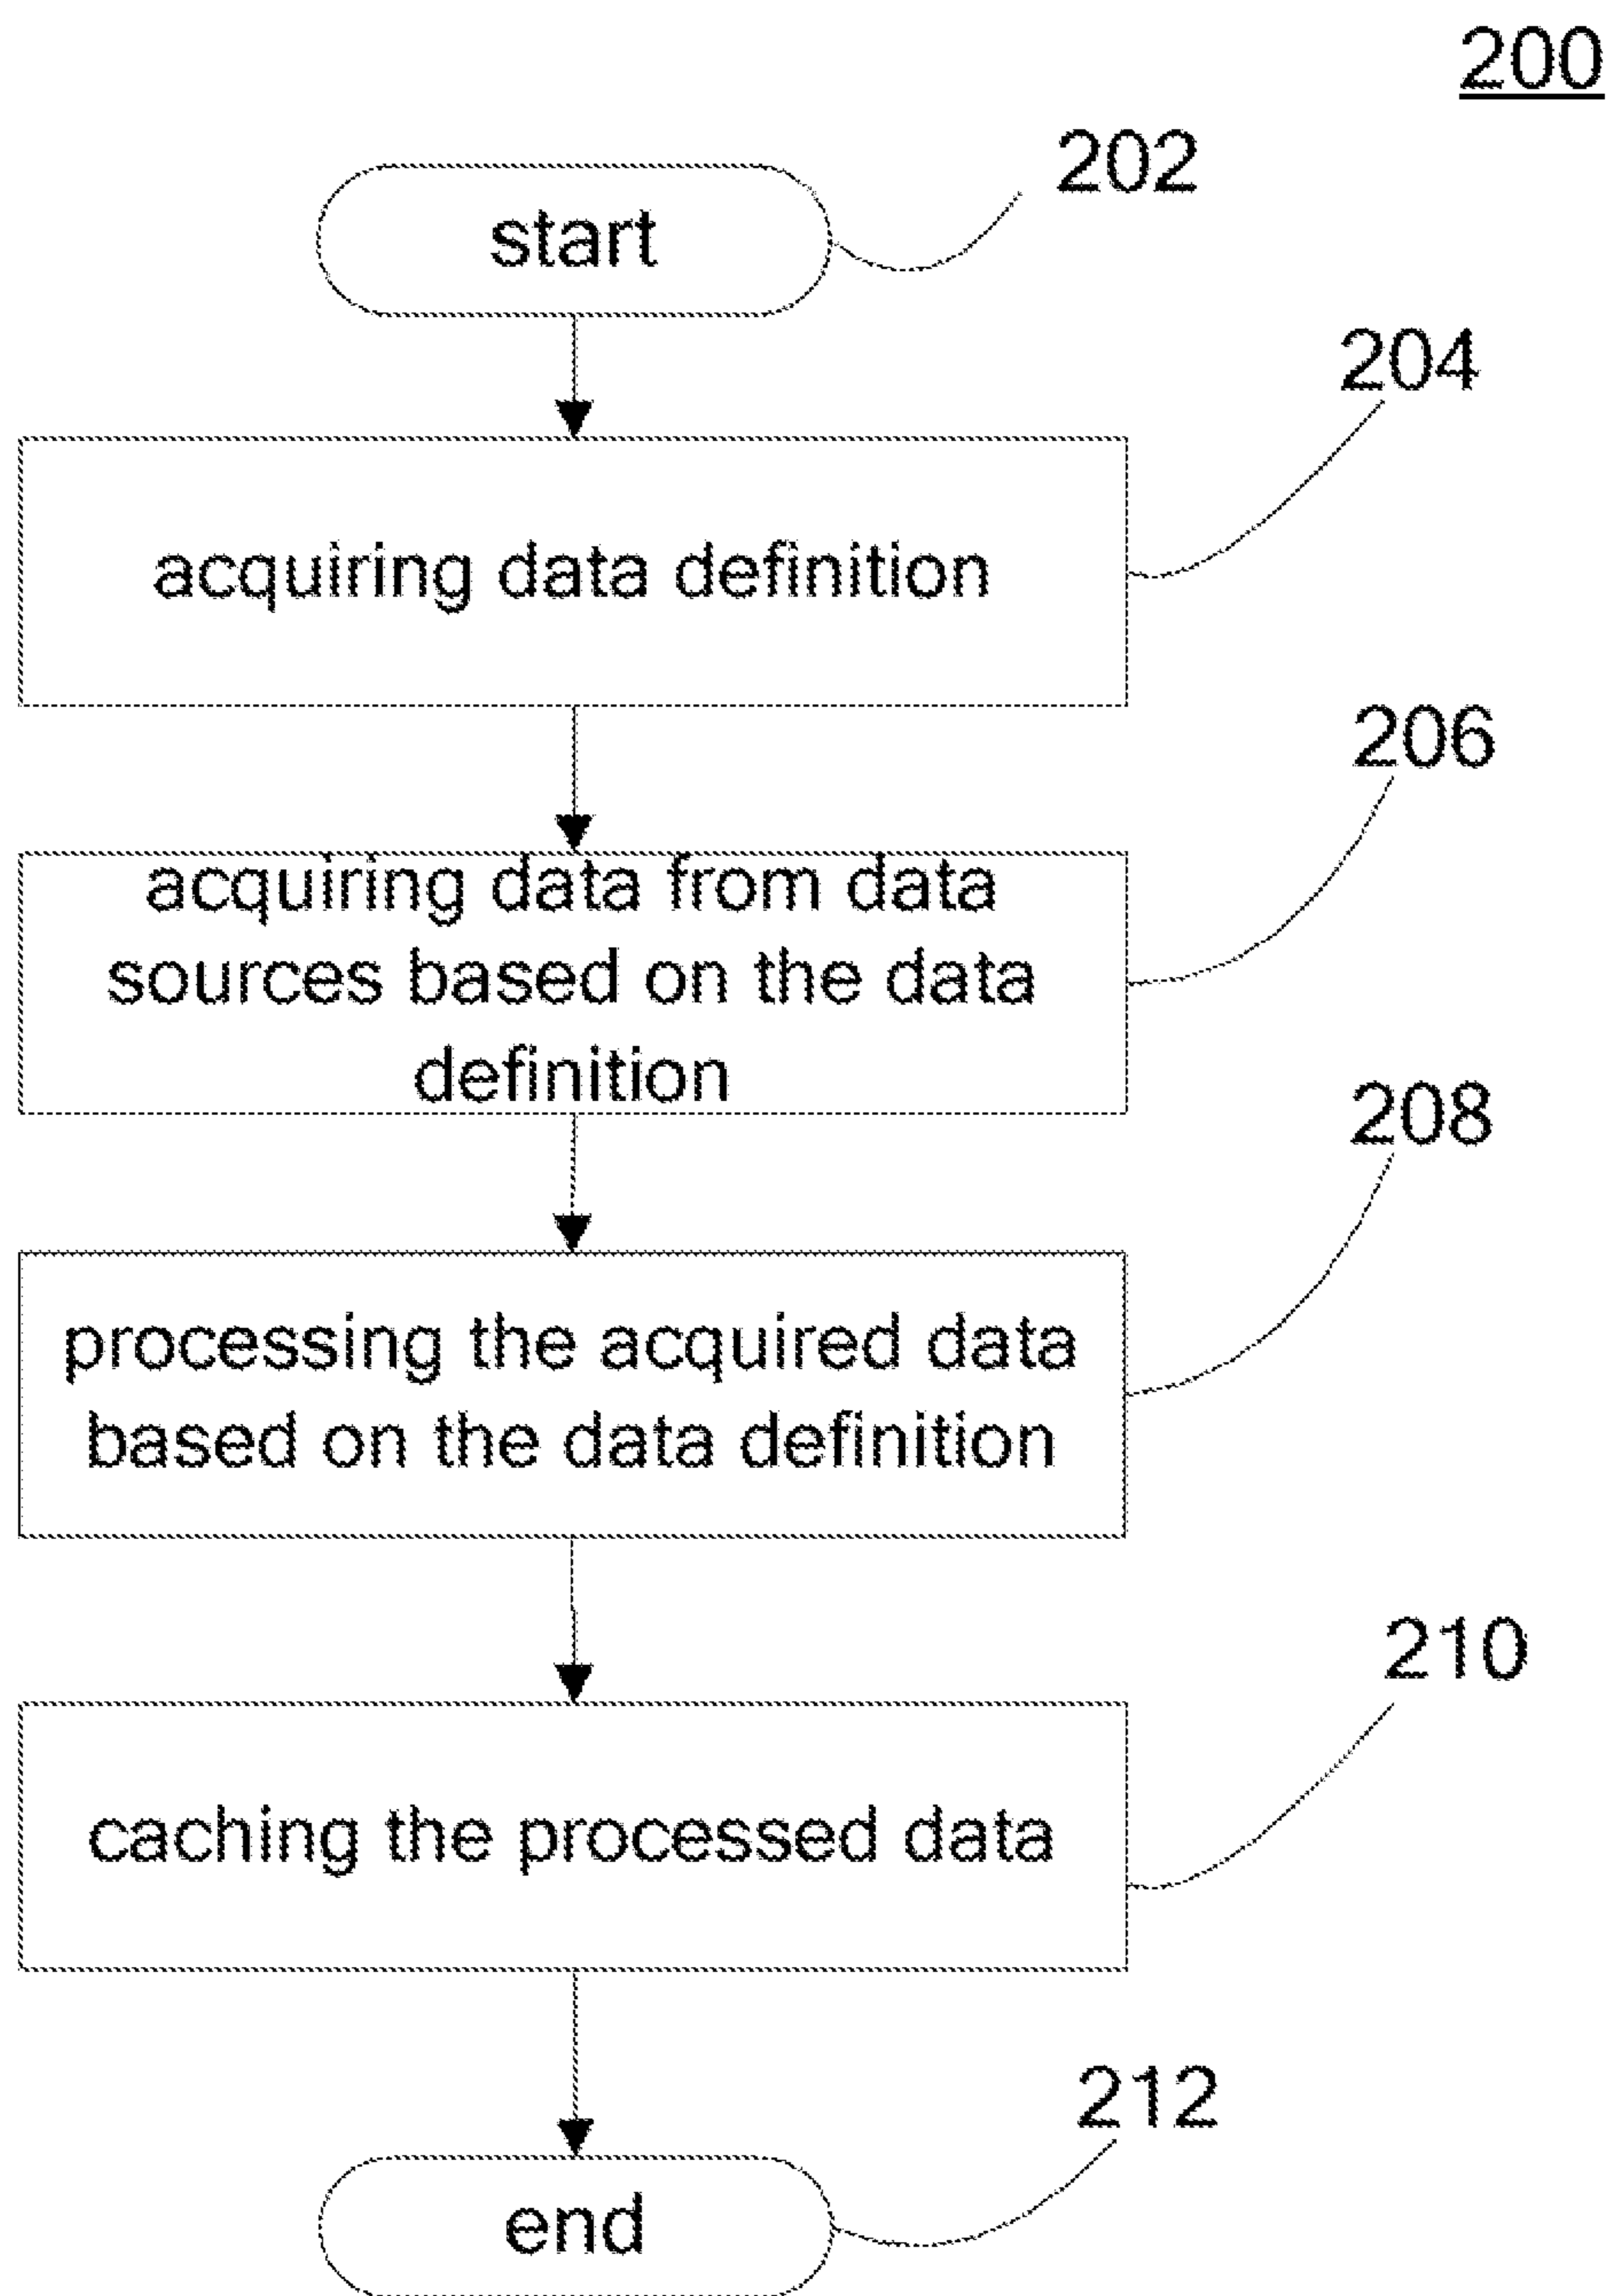 200
202
start
204
acquiring data definition
206
acquiring data from data
sources based on the data
definition
208
processing the acquired data
based on the data definition
210
caching the processed data
212
end